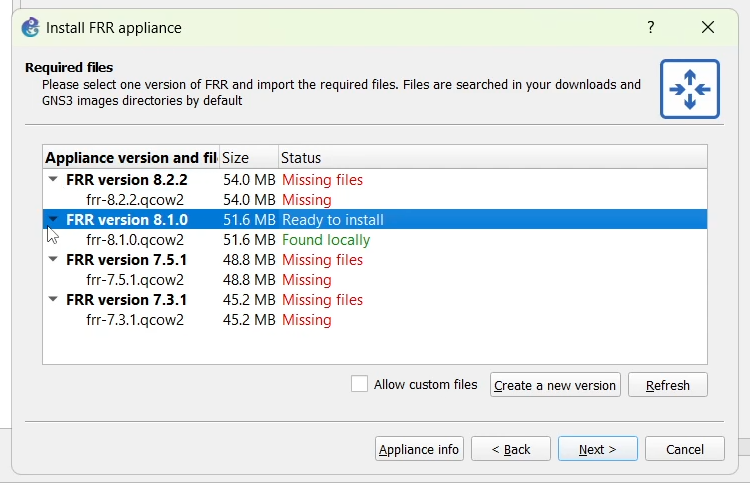 Install FRR appliance ?
Required files
Please select one version of FRR and import the required files. Files are searched in your downloads and
GNS3 images directories by default
Appliance version and fil Size Status
FRR version 8.2.2 54.0 MB Missing files
frr-8.2.2.qcow2 54.0 MB Missing
FRR version 8.1.0 51.6 MB Ready to install
frr-8.1.0.qcow2 51.6 MB Found locally
FRR version 7.5.1 48.8 MB Missing files
frr-7.5.1.qcow2 48.8 MB Missing
FRR version 7.3.1 45.2 MB Missing files
frr-7.3.1.qcow2 45.2 MB Missing
Allow custom files Create a new version Refresh
Appliance info < Back Next > Cancel